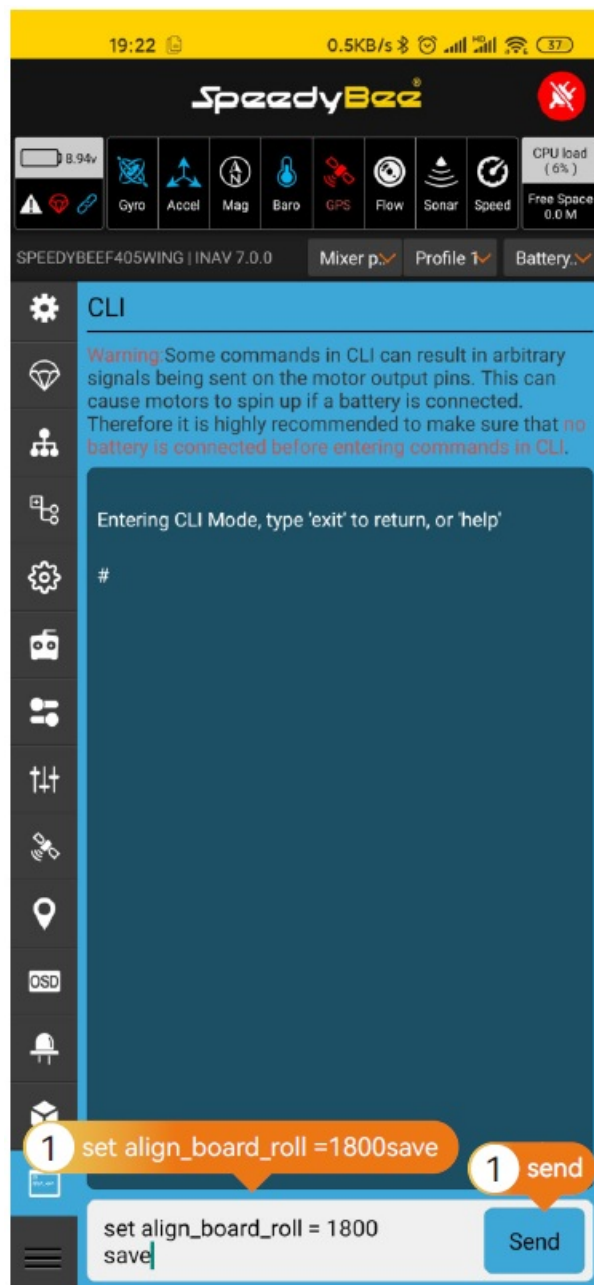 19:22 0.5KB/s HD 37
SpeedyBee®
8.94v
Gyro Accel Mag Baro GPS Flow Sonar Speed
CPU load
( 6% )
Free Space
0.0 M
SPEEDYBEEF405WING | INAV 7.0.0 Mixer p.. Profile 1 Battery..
CLI
Warning:Some commands in CLI can result in arbitrary
signals being sent on the motor output pins. This can
cause motors to spin up if a battery is connected.
Therefore it is highly recommended to make sure that no
battery is connected before entering commands in CLI.
Entering CLI Mode, type 'exit' to return, or 'help'
#
OSD
1 set align_board_roll =1800save
1 send
set align_board_roll = 1800
save
Send